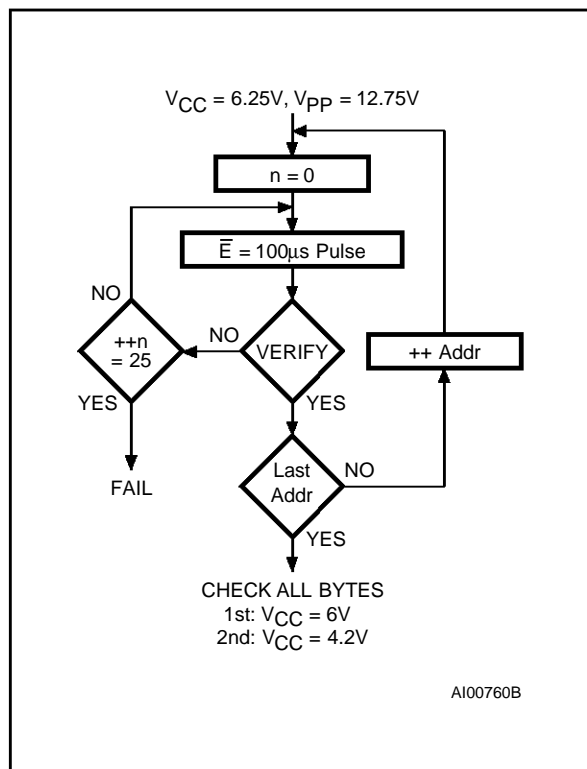 VCC = 6.25V, VPP = 12.75V
n = 0
E̅ = 100µs Pulse
NO
++n
= 25
NO
VERIFY
++ Addr
YES
YES
FAIL
Last
Addr
NO
YES
CHECK ALL BYTES
1st: VCC = 6V
2nd: VCC = 4.2V
AI00760B